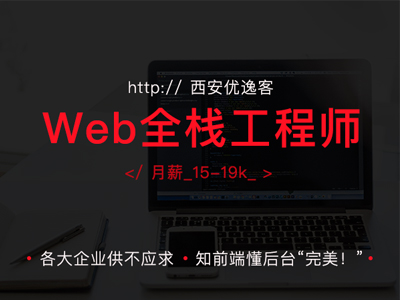 http:// 西安优逸客
Web全栈工程师
</ 月薪_15-19k_ >
• 各大企业供不应求 • 知前端懂后台“完美！” •